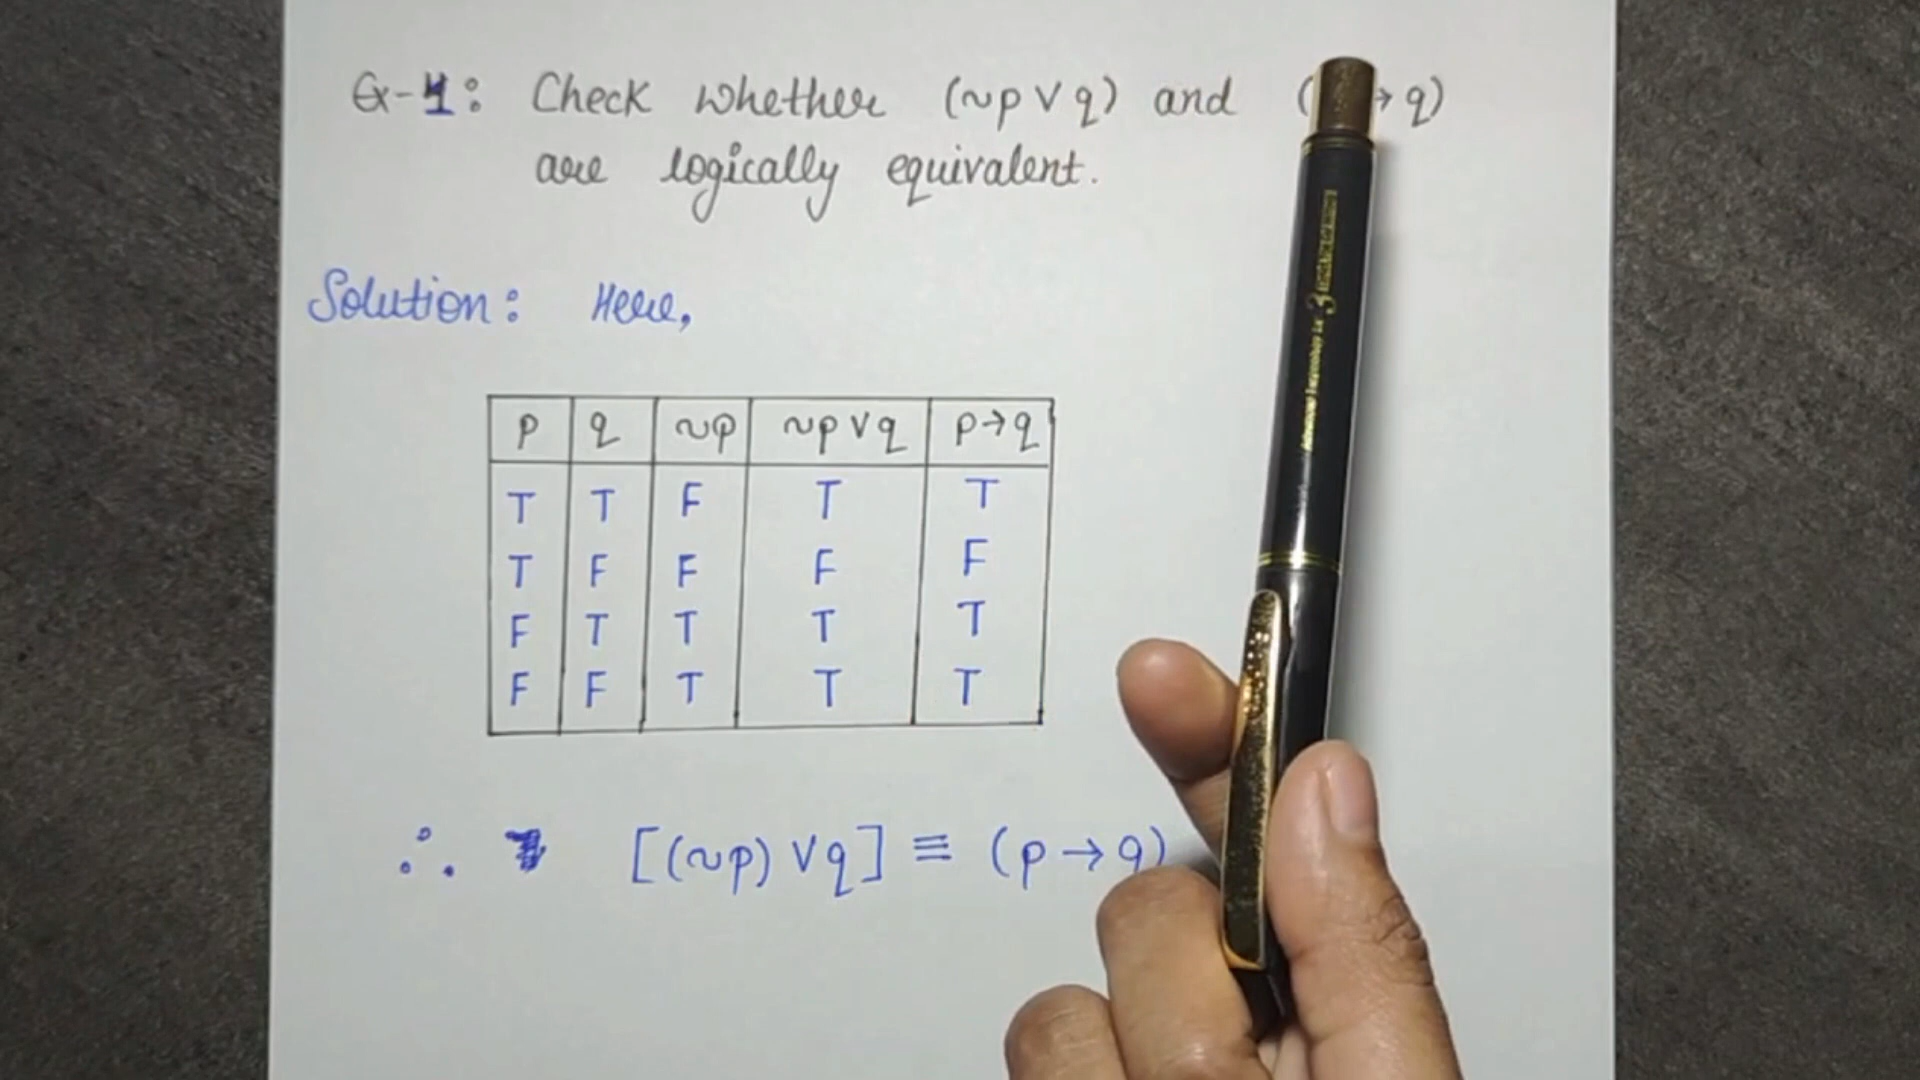 Ex-1: Check whether (~p ∨ q) and ( → q)
are logically equivalent.
Solution: Here,
p q ~p ~p ∨ q p → q
T T F T T
T F F F F
F T T T T
F F T T T
∴ [(~p) ∨ q] ≡ (p → q)